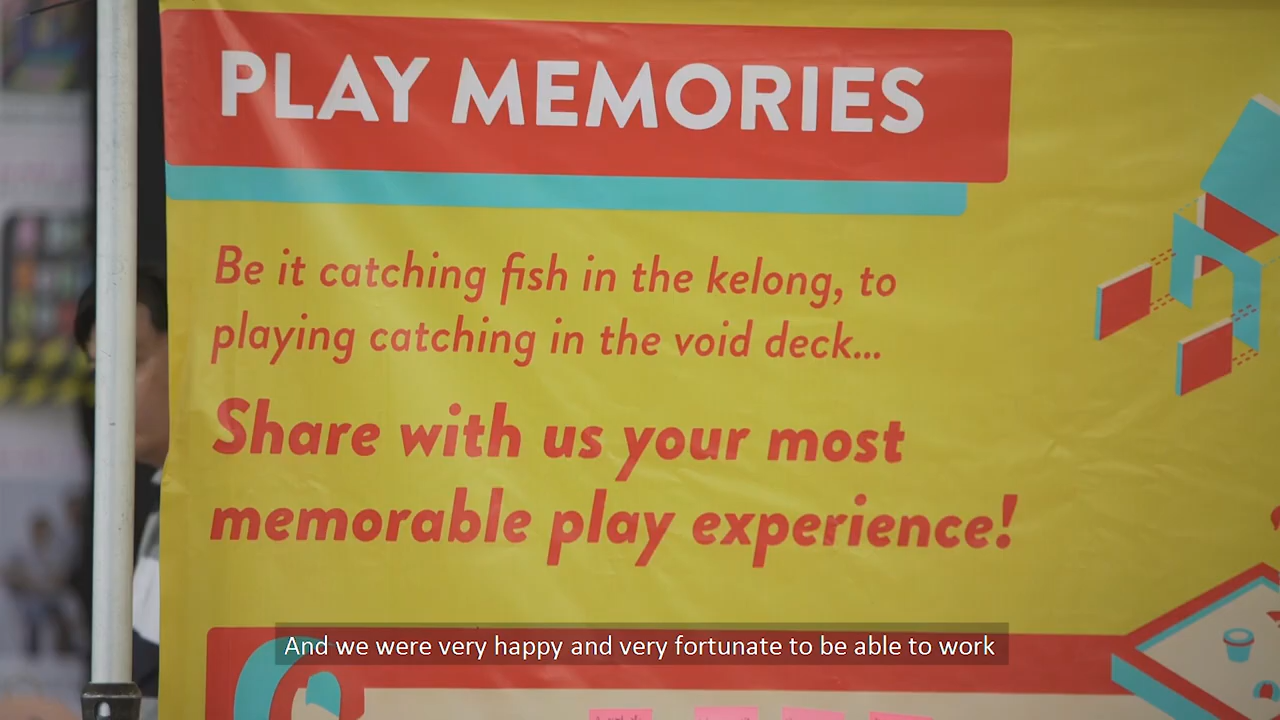 PLAY MEMORIES
Be it catching fish in the kelong, to
playing catching in the void deck...
Share with us your most
memorable play experience!
And we were very happy and very fortunate to be able to work